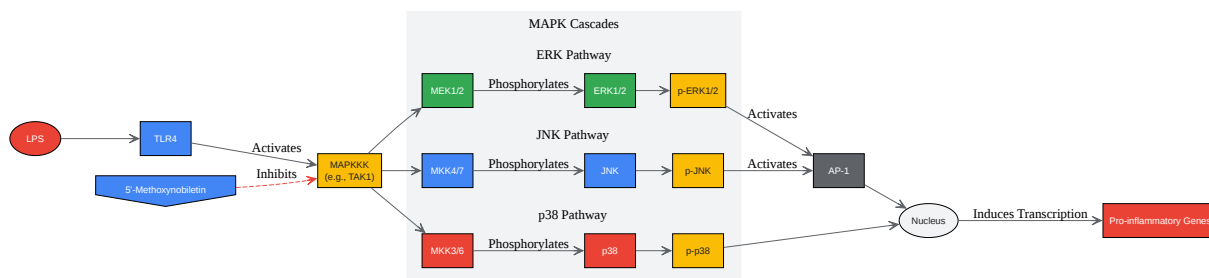 MAPK Cascades
ERK Pathway
MEK1/2
Phosphorylates
ERK1/2
p-ERK1/2
Activates
LPS
TLR4
Activates
JNK Pathway
MAPKKK
(e.g., TAK1)
MKK4/7
Phosphorylates
JNK
p-JNK
Activates
AP-1
5'-Methoxynobiletin
Inhibits
p38 Pathway
MKK3/6
Phosphorylates
p38
p-p38
Nucleus
Induces Transcription
Pro-inflammatory Genes